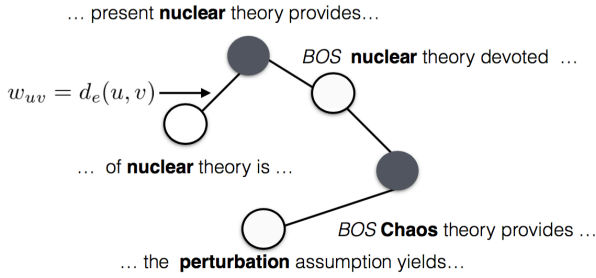 … present nuclear theory provides…
BOS nuclear theory devoted …
w_{uv} = d_e(u, v)
… of nuclear theory is …
BOS Chaos theory provides …
… the perturbation assumption yields…